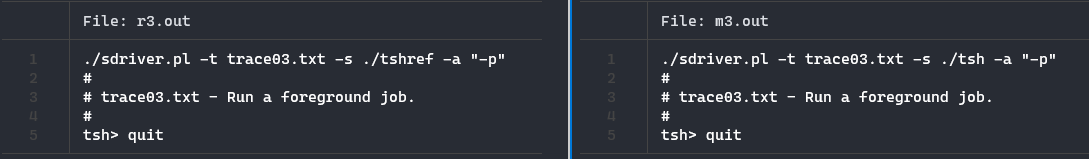 File: r3.out
1 ./sdriver.pl -t trace03.txt -s ./tshref -a "-p"
2 #
3 # trace03.txt - Run a foreground job.
4 #
5 tsh> quit
File: m3.out
1 ./sdriver.pl -t trace03.txt -s ./tsh -a "-p"
2 #
3 # trace03.txt - Run a foreground job.
4 #
5 tsh> quit